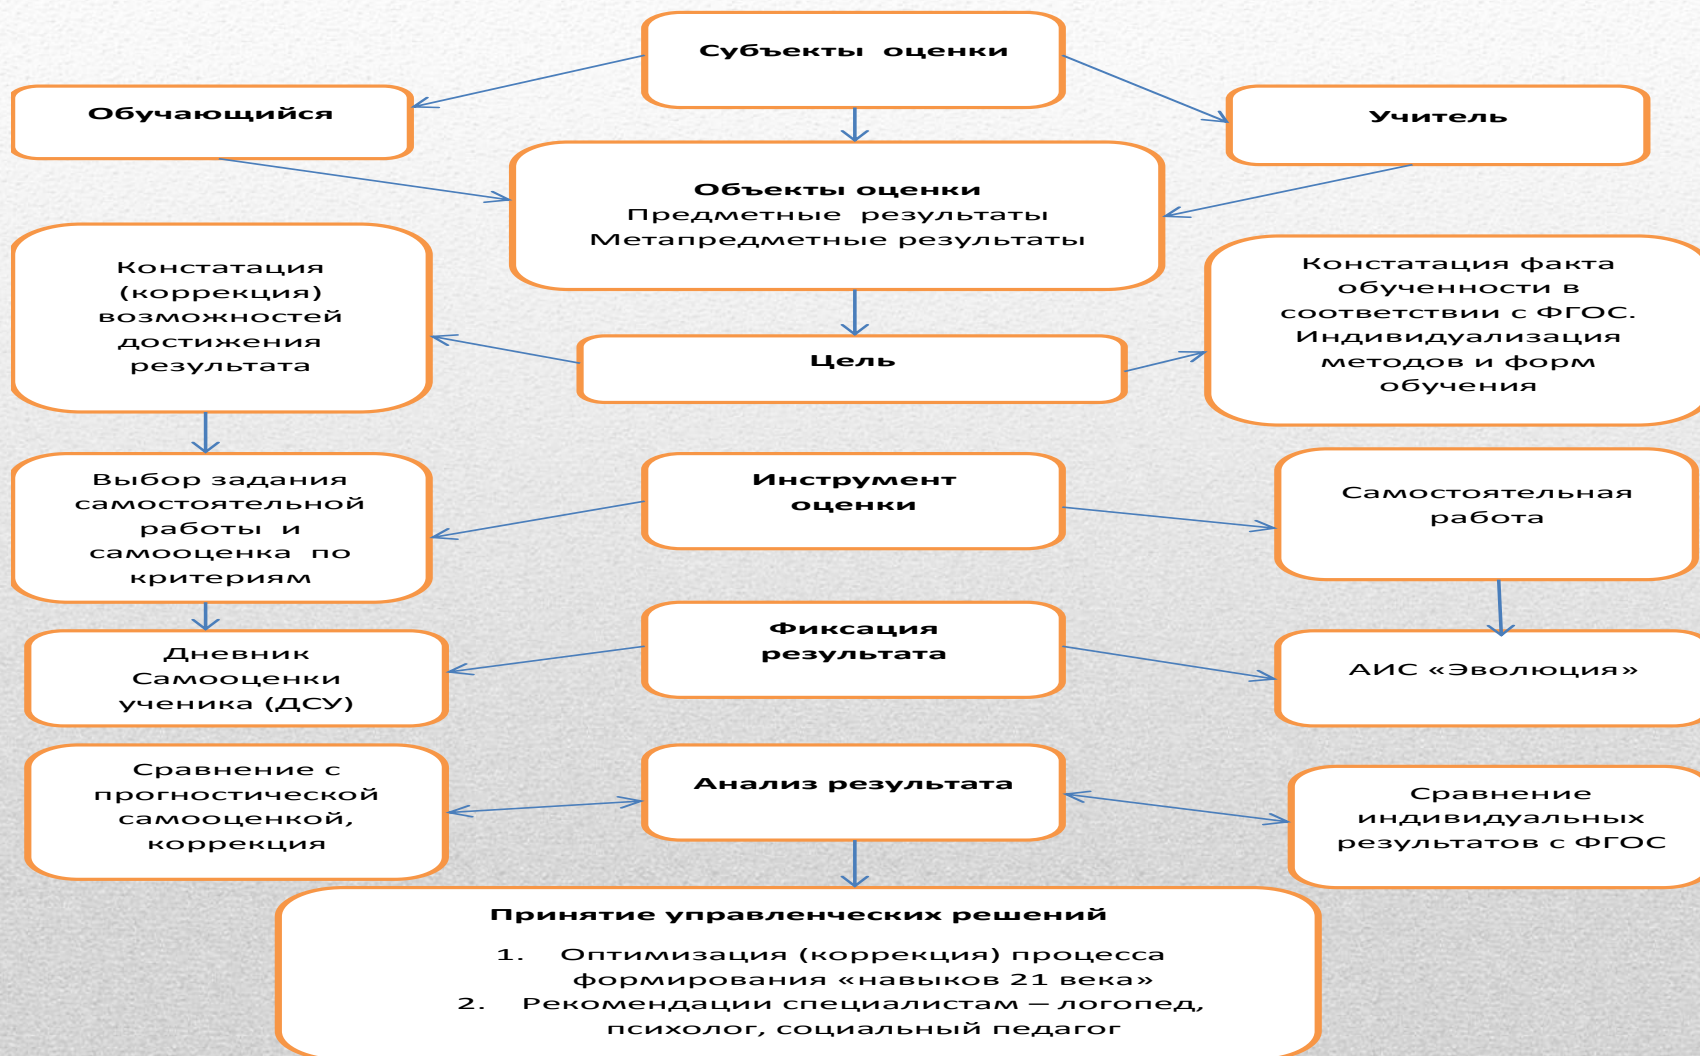 Субъекты оценки
Обучающийся
Учитель
Объекты оценки
Предметные результаты
Метапредметные результаты
Констатация
(коррекция)
возможностей
достижения
результата
Цель
Констатация факта
обученности в
соответствии с ФГОС.
Индивидуализация
методов и форм
обучения
Выбор задания
самостоятельной
работы и
самооценка по
критериям
Инструмент
оценки
Самостоятельная
работа
Дневник
Самооценки
ученика (ДСУ)
Фиксация
результата
АИС «Эволюция»
Сравнение с
прогностической
самооценкой,
коррекция
Анализ результата
Сравнение
индивидуальных
результатов с ФГОС
Принятие управленческих решений
1. Оптимизация (коррекция) процесса
формирования «навыков 21 века»
2. Рекомендации специалистам – логопед,
психолог, социальный педагог